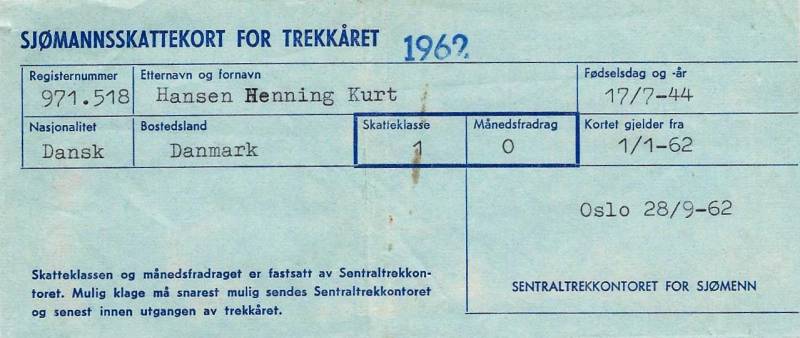 SJØMANNSSKATTEKORT FOR TREKKÅRET 1962
Registernummer Etternavn og fornavn Fødselsdag og -år
971.518 Hansen Henning Kurt 17/7-44
Nasjonalitet Bostedsland Skatteklasse Månedsfradrag Kortet gjelder fra
Dansk Danmark 1 0 1/1-62
Oslo 28/9-62
Skatteklassen og månedsfradraget er fastsatt av Sentraltrekkon-
toret. Mulig klage må snarest mulig sendes Sentraltrekkontoret
og senest innen utgangen av trekkåret.
SENTRALTREKKONTORET FOR SJØMENN